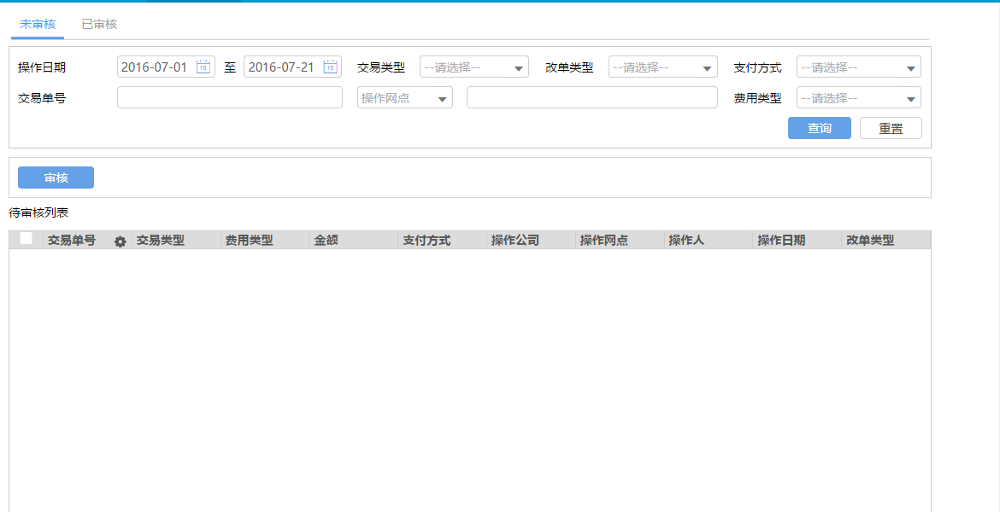 未审核 已审核
操作日期 2016-07-01 15 至 2016-07-21 15 交易类型 --请选择-- 改单类型 --请选择-- 支付方式 --请选择--
交易单号 操作网点 费用类型 --请选择--
查询 重置
审核
待审核列表
交易单号 交易类型 费用类型 金额 支付方式 操作公司 操作网点 操作人 操作日期 改单类型